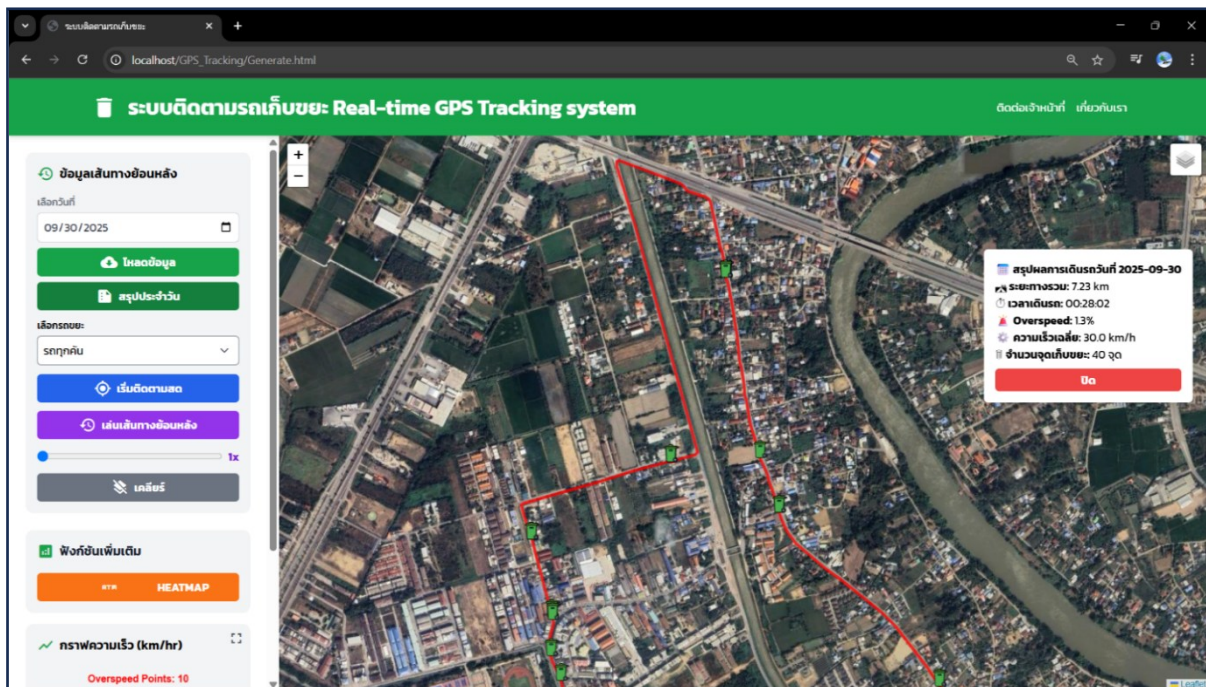 ระบบติดตามรถเก็บขยะ
localhost/GPS_Tracking/Generate.html
ระบบติดตามรถเก็บขยะ Real-time GPS Tracking system
ติดต่อเจ้าหน้าที่ เกี่ยวกับเรา
ข้อมูลเส้นทางย้อนหลัง
เลือกวันที่
09/30/2025
โหลดข้อมูล
สรุปประจำวัน
เลือกรถขยะ:
รถทุกคัน
เริ่มติดตามสด
เล่นเส้นทางย้อนหลัง
1x
เคลียร์
ฟังก์ชันเพิ่มเติม
HEATMAP
กราฟความเร็ว (km/hr)
Overspeed Points: 10
+
−
สรุปผลการเดินรถวันที่ 2025-09-30
ระยะทางรวม: 7.23 km
เวลาเดินรถ: 00:28:02
Overspeed: 1.3%
ความเร็วเฉลี่ย: 30.0 km/h
จำนวนจุดเก็บขยะ: 40 จุด
ปิด
Leaflet